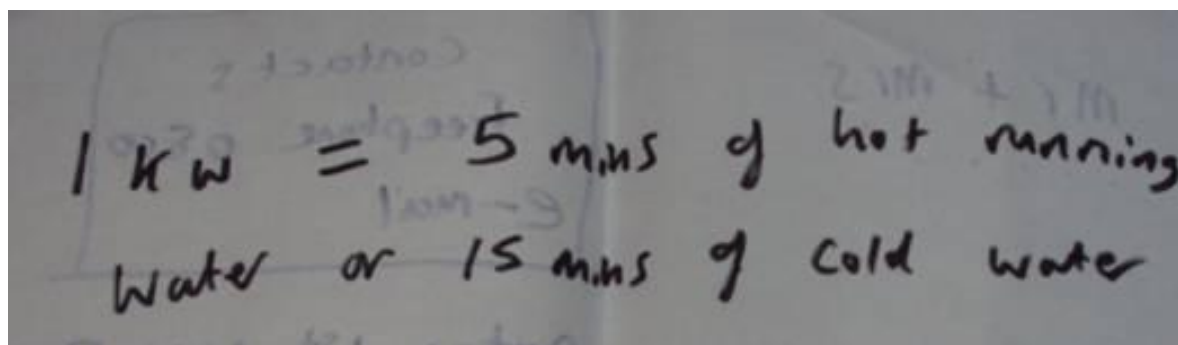 1 KW = 5 mins of hot running
water or 15 mins of cold water